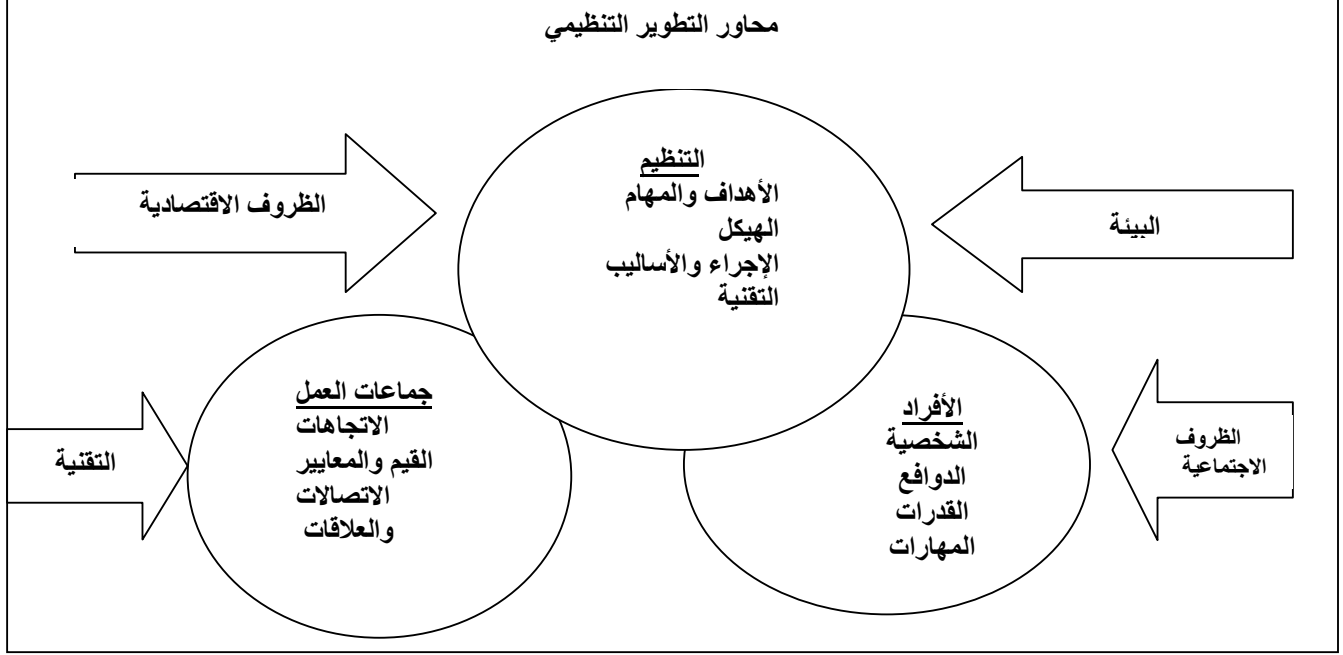 محاور التطوير التنظيمي
البيئة
التنظيم
الأهداف والمهام
الهيكل
الإجراء والأساليب
التقنية
الظروف الاقتصادية
الظروف
الاجتماعية
الأفراد
الشخصية
الدوافع
القدرات
المهارات
جماعات العمل
الاتجاهات
القيم والمعايير
الاتصالات
والعلاقات
التقنية